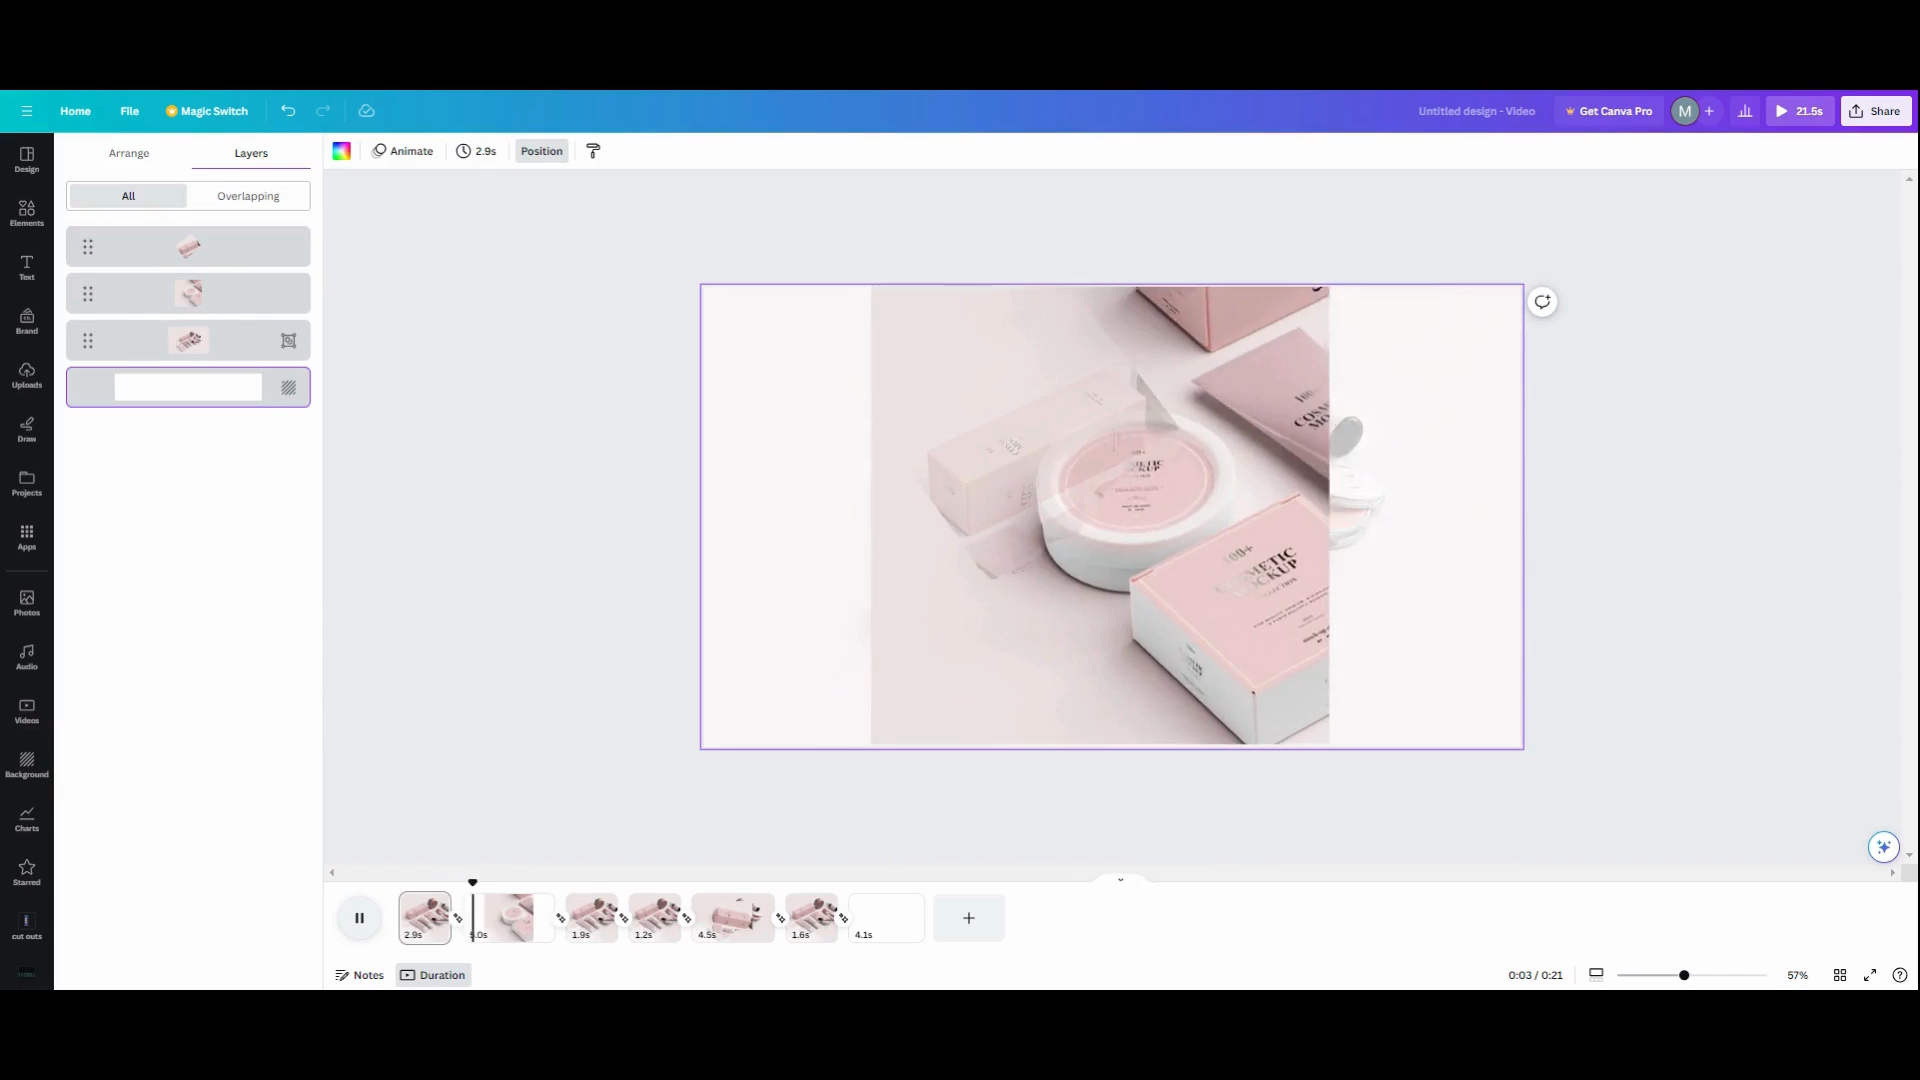 Home File Magic Switch
Untitled design - Video Get Canva Pro M 21.5s Share
Arrange Layers
Animate 2.9s Position
All Overlapping
Design
Elements
Text
Brand
Uploads
Draw
Projects
Apps
Photos
Audio
Videos
Background
Charts
Starred
cut outs
100+
COSMETIC
MOCKUP
2.9s 5.0s 1.9s 1.2s 4.5s 1.6s 4.1s
Notes Duration
0:03 / 0:21 57%